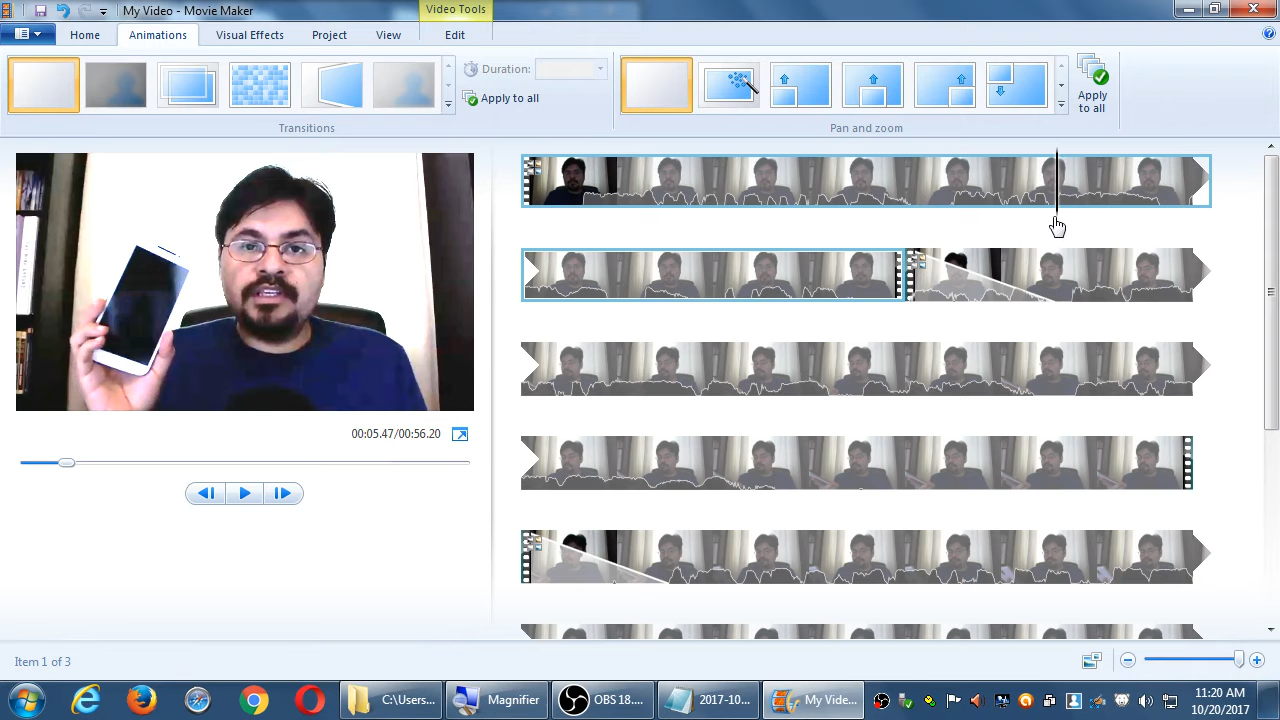 My Video - Movie Maker
Video Tools
Home
Animations
Visual Effects
Project
View
Edit
Duration:
Apply to all
Transitions
Apply to all
Pan and zoom
00:05.47/00:56.20
Item 1 of 3
C:\Users...
Magnifier
OBS 18....
2017-10...
My Vide...
11:20 AM
10/20/2017